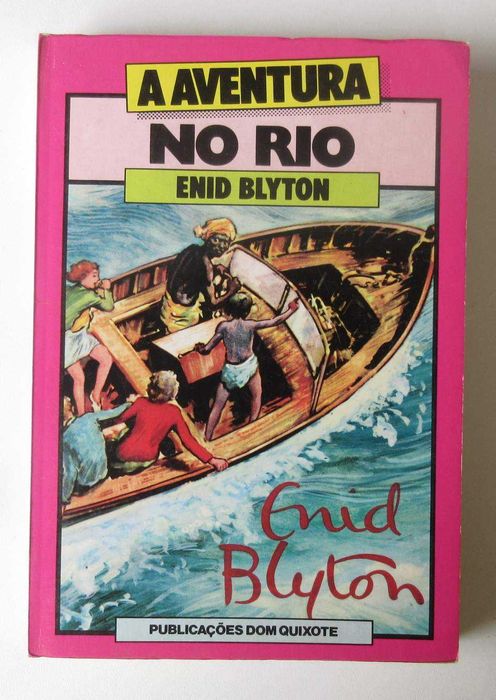 A AVENTURA
NO RIO
ENID BLYTON
Enid
Blyton
PUBLICAÇÕES DOM QUIXOTE